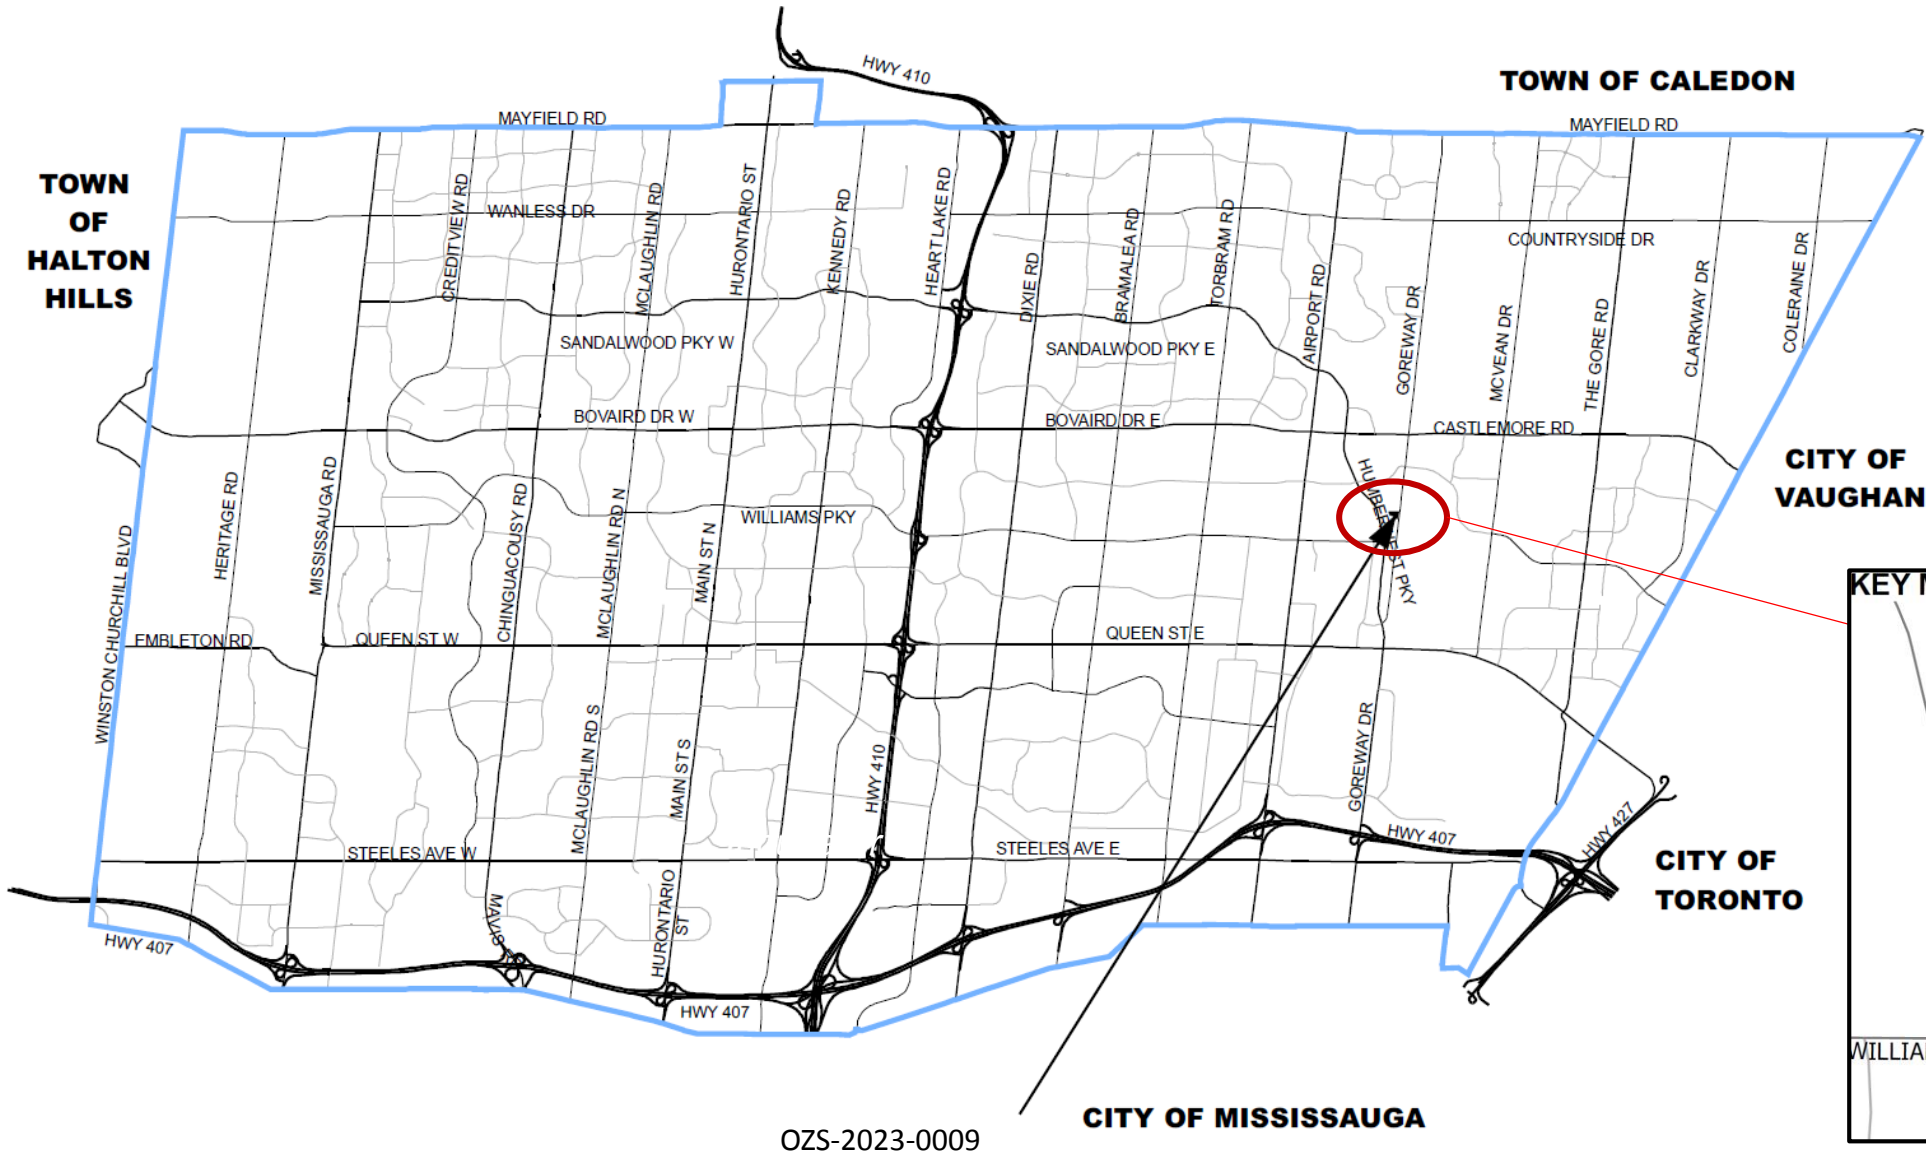 HWY 410
TOWN OF CALEDON
MAYFIELD RD
MAYFIELD RD
TOWN
OF
HALTON
HILLS
WANLESS DR
COUNTRYSIDE DR
CREDITVIEW RD
MCLAUGHLIN RD
HURONTARIO ST
KENNEDY RD
HEART LAKE RD
DIXIE RD
BRAMALEA RD
TORBRAM RD
AIRPORT RD
GOREWAY DR
MCVEAN DR
THE GORE RD
CLARKWAY DR
COLERAINE DR
SANDALWOOD PKY W
SANDALWOOD PKY E
BOVAIRD DR W
BOVAIRD DR E
CASTLEMORE RD
CITY OF
VAUGHAN
WINSTON CHURCHILL BLVD
HERITAGE RD
MISSISSAUGA RD
CHINGUACOUSY RD
MCLAUGHLIN RD N
MAIN ST N
WILLIAMS PKY
HUMBER WEST PKY
KEY
EMBLETON RD
QUEEN ST W
QUEEN ST E
MCLAUGHLIN RD S
MAIN ST S
HWY 410
GOREWAY DR
HWY 407
HWY 427
STEELES AVE W
STEELES AVE E
CITY OF
TORONTO
MAVIS
HURONTARIO
ST
HWY 407
HWY 407
WILLIA
CITY OF MISSISSAUGA
OZS-2023-0009